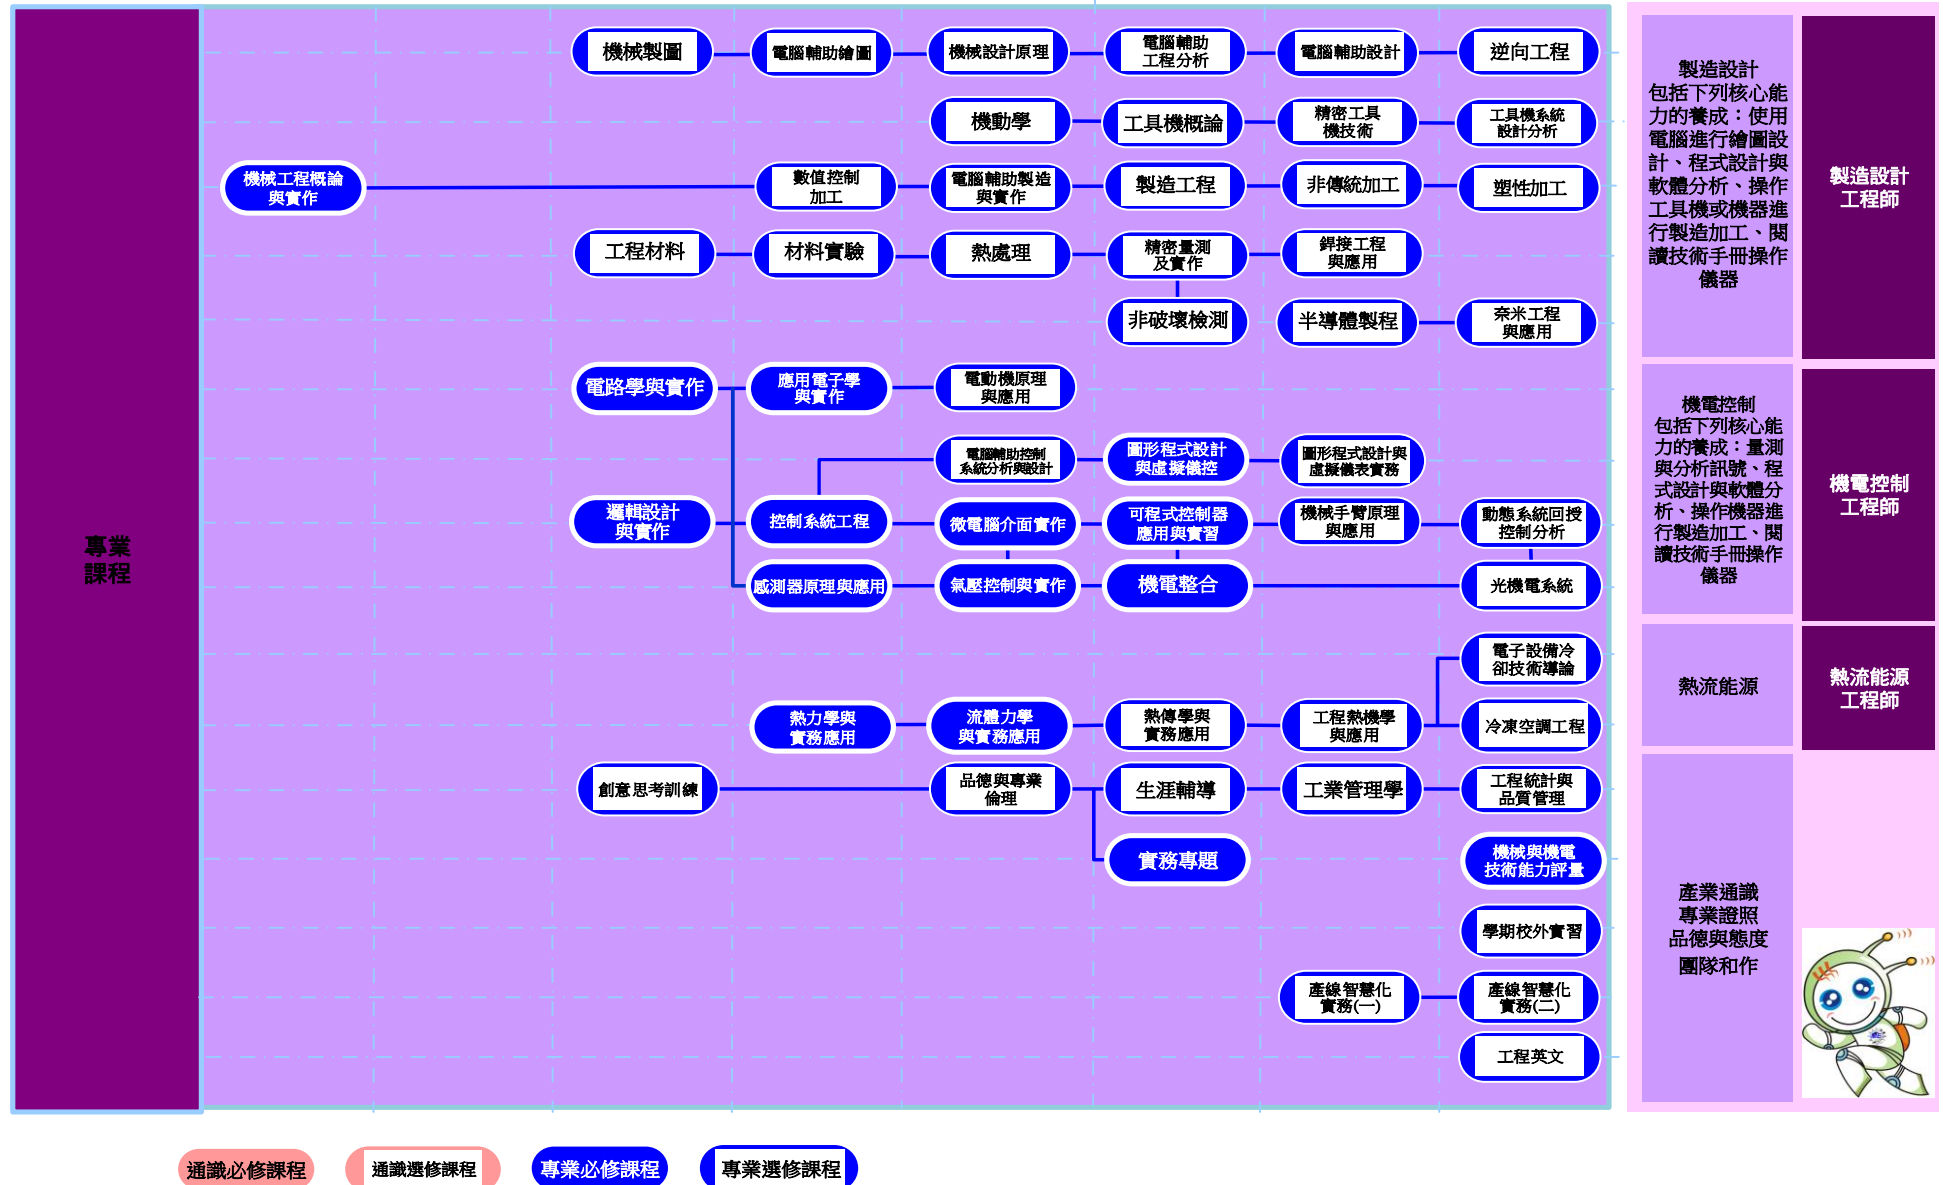 專業
課程
機械製圖
電腦輔助繪圖
機械設計原理
電腦輔助
工程分析
電腦輔助設計
逆向工程
機動學
工具機概論
精密工具
機技術
工具機系統
設計分析
機械工程概論
與實作
數值控制
加工
電腦輔助製造
與實作
製造工程
非傳統加工
塑性加工
工程材料
材料實驗
熱處理
精密量測
及實作
銲接工程
與應用
非破壞檢測
半導體製程
奈米工程
與應用
電路學與實作
應用電子學
與實作
電動機原理
與應用
電腦輔助控制
系統分析與設計
圖形程式設計
與虛擬儀控
圖形程式設計與
虛擬儀表實務
邏輯設計
與實作
控制系統工程
微電腦介面實作
可程式控制器
應用與實習
機械手臂原理
與應用
動態系統回授
控制分析
感測器原理與應用
氣壓控制與實作
機電整合
光機電系統
電子設備冷
卻技術導論
熱力學與
實務應用
流體力學
與實務應用
熱傳學與
實務應用
工程熱機學
與應用
冷凍空調工程
創意思考訓練
品德與專業
倫理
生涯輔導
工業管理學
工程統計與
品質管理
實務專題
機械與機電
技術能力評量
學期校外實習
產線智慧化
實務(一)
產線智慧化
實務(二)
工程英文
製造設計
包括下列核心能
力的養成：使用
電腦進行繪圖設
計、程式設計與
軟體分析、操作
工具機或機器進
行製造加工、閱
讀技術手冊操作
儀器
製造設計
工程師
機電控制
包括下列核心能
力的養成：量測
與分析訊號、程
式設計與軟體分
析、操作機器進
行製造加工、閱
讀技術手冊操作
儀器
機電控制
工程師
熱流能源
熱流能源
工程師
產業通識
專業證照
品德與態度
團隊和作
通識必修課程
通識選修課程
專業必修課程
專業選修課程